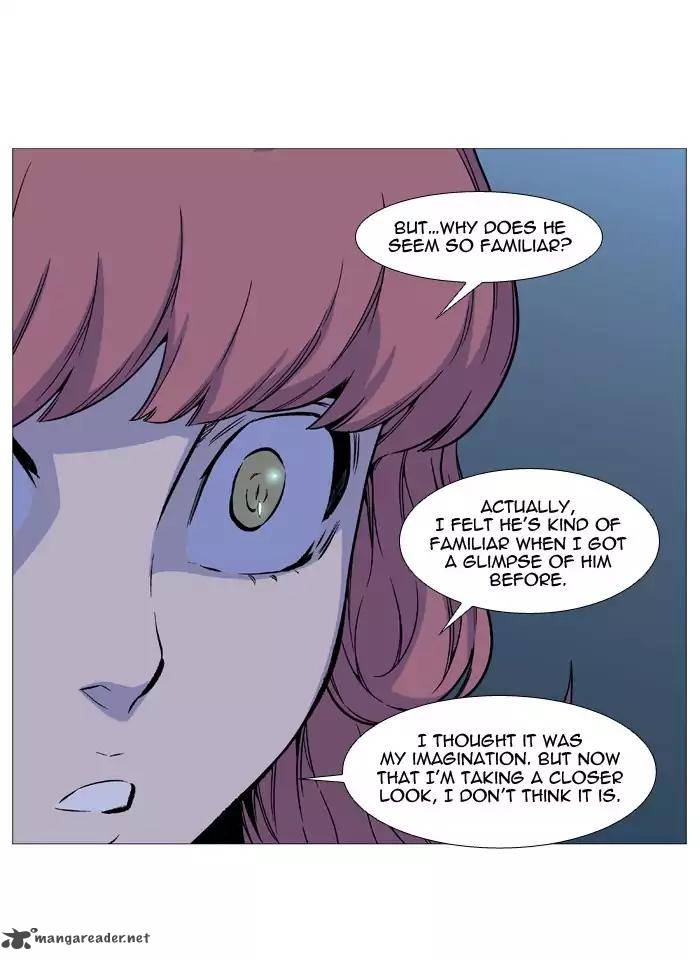 BUT...WHY DOES HE
SEEM SO FAMILIAR?
ACTUALLY,
I FELT HE'S KIND OF
FAMILIAR WHEN I GOT
A GLIMPSE OF HIM
BEFORE.
I THOUGHT IT WAS
MY IMAGINATION. BUT NOW
THAT I'M TAKING A CLOSER
LOOK, I DON'T THINK IT IS.
mangareader.net